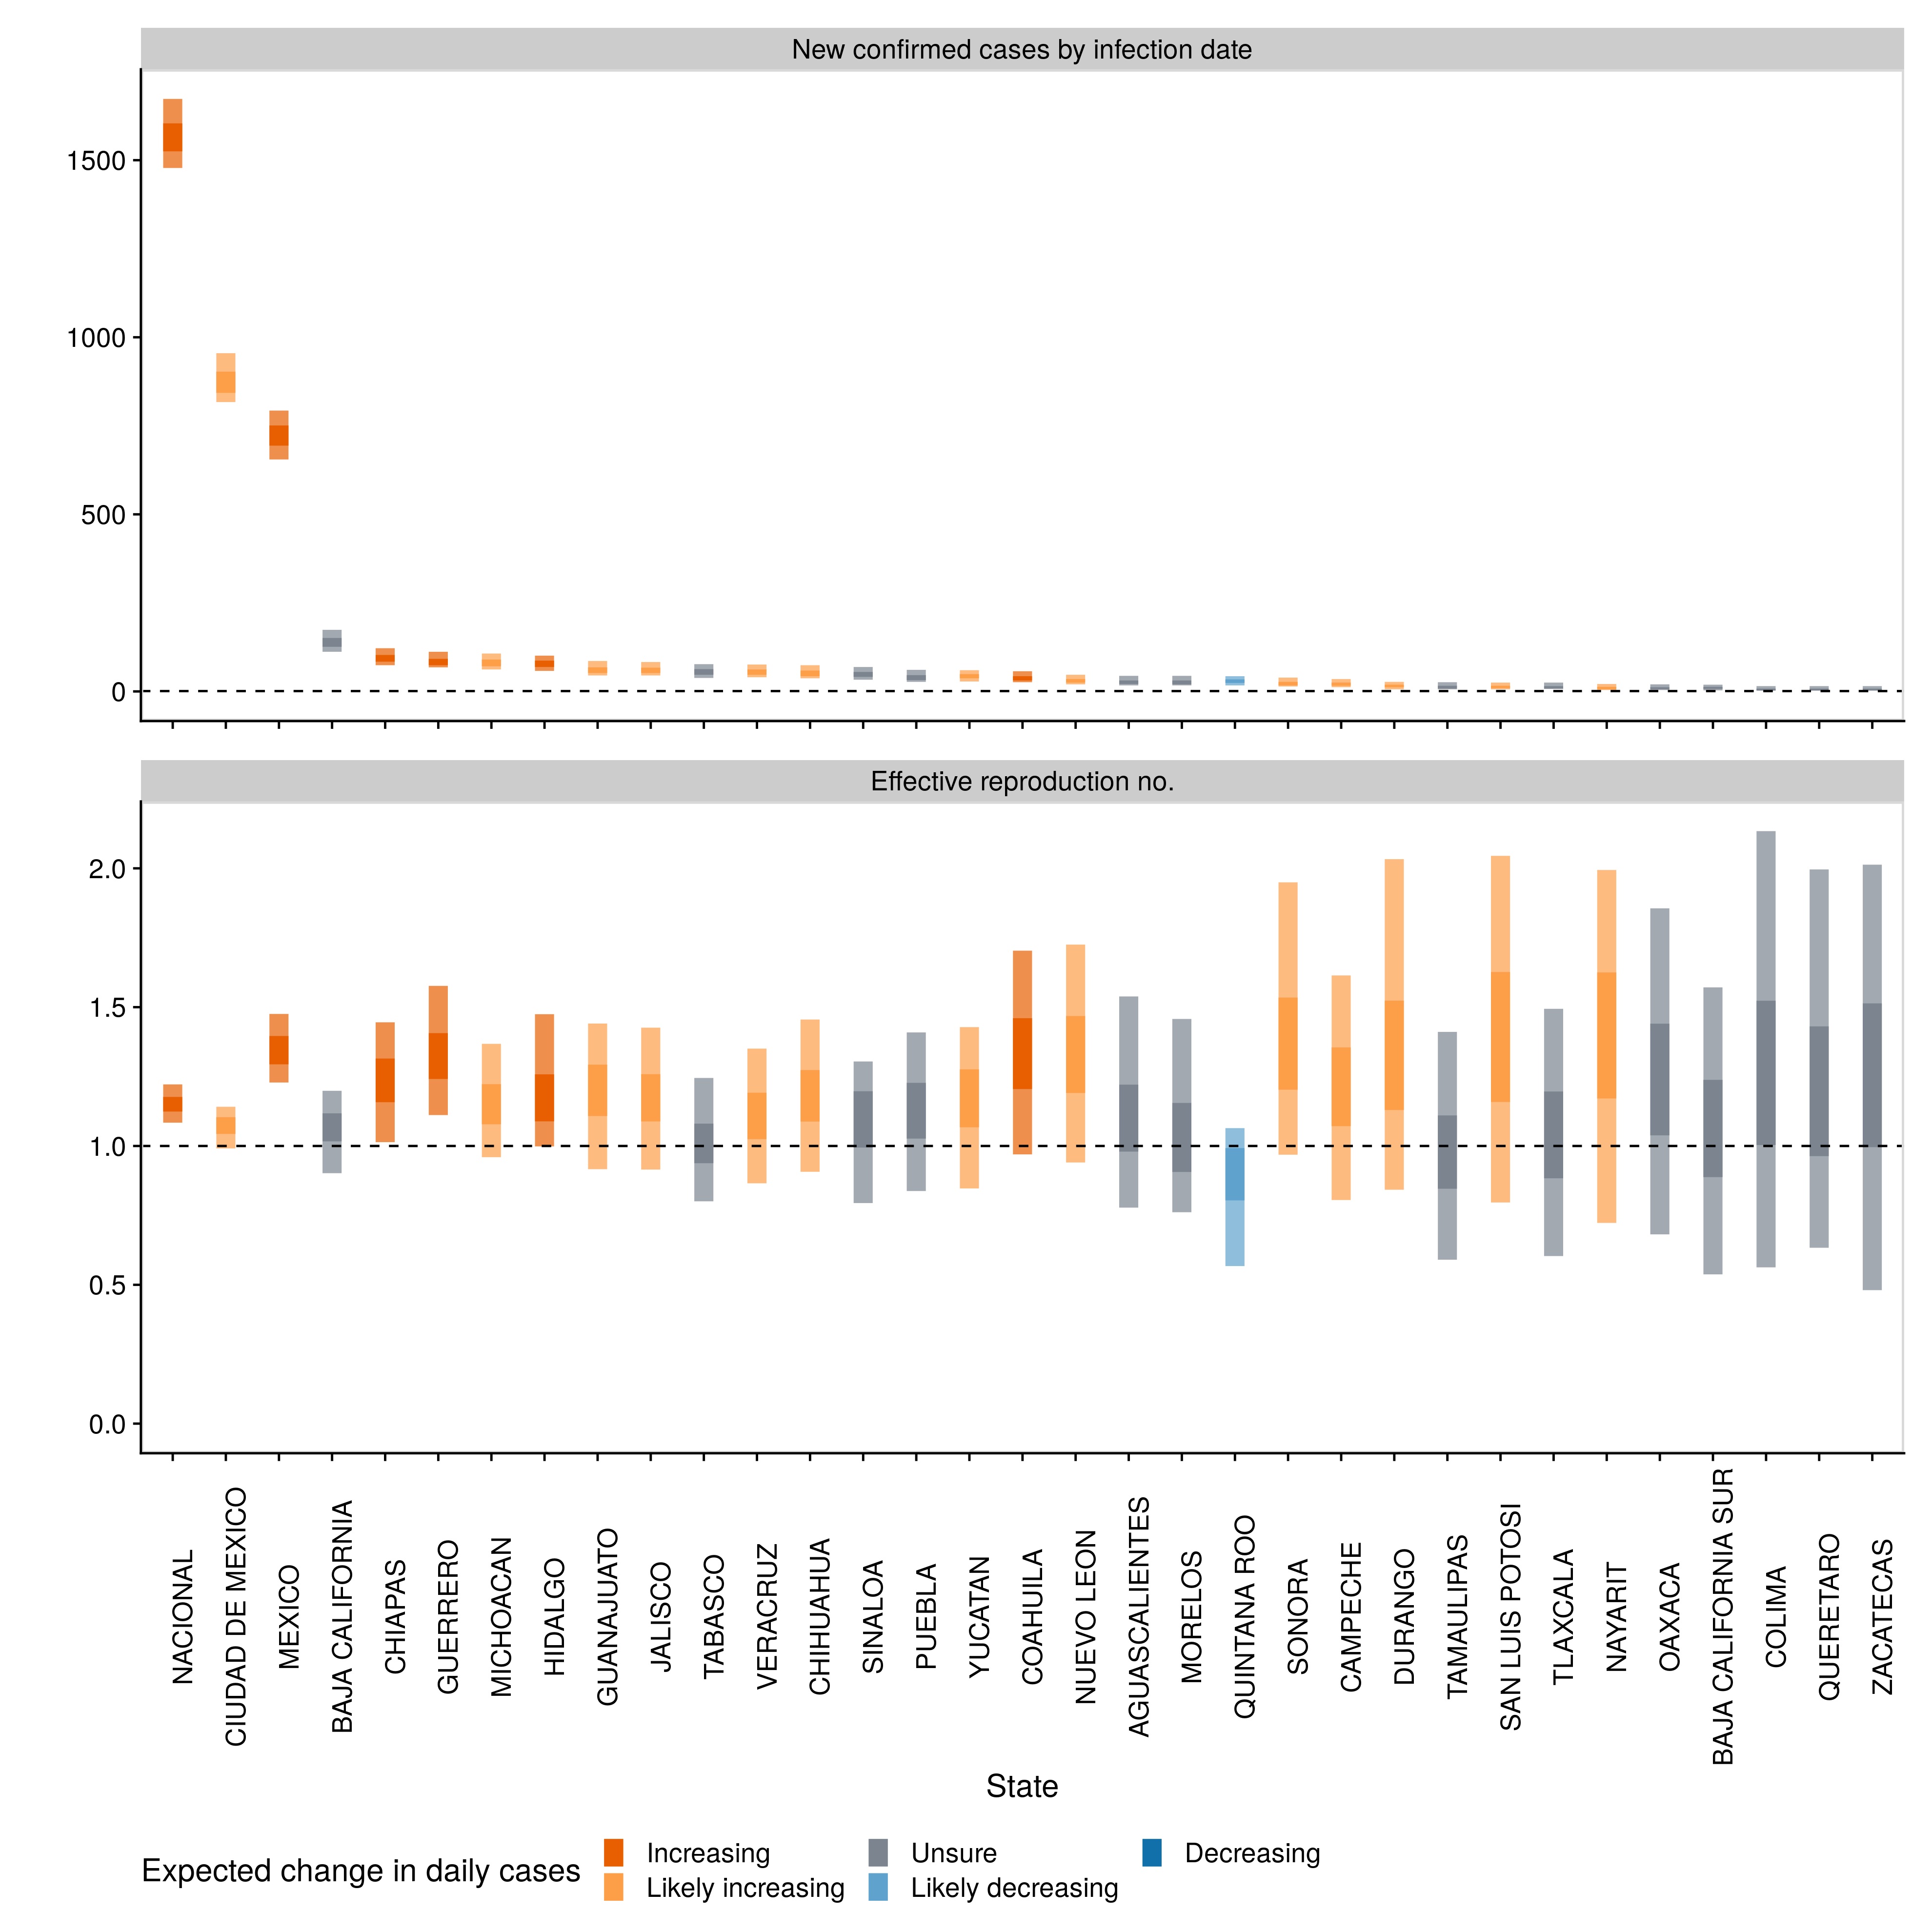 New confirmed cases by infection date
1500
1000
500
0
Effective reproduction no.
2.0
1.5
1.0
0.5
0.0
NACIONAL
CIUDAD DE MEXICO
MEXICO
BAJA CALIFORNIA
CHIAPAS
GUERRERO
MICHOACAN
HIDALGO
GUANAJUATO
JALISCO
TABASCO
VERACRUZ
CHIHUAHUA
SINALOA
PUEBLA
YUCATAN
COAHUILA
NUEVO LEON
AGUASCALIENTES
MORELOS
QUINTANA ROO
SONORA
CAMPECHE
DURANGO
TAMAULIPAS
SAN LUIS POTOSI
TLAXCALA
NAYARIT
OAXACA
BAJA CALIFORNIA SUR
COLIMA
QUERETARO
ZACATECAS
State
Expected change in daily cases
Increasing
Likely increasing
Unsure
Likely decreasing
Decreasing